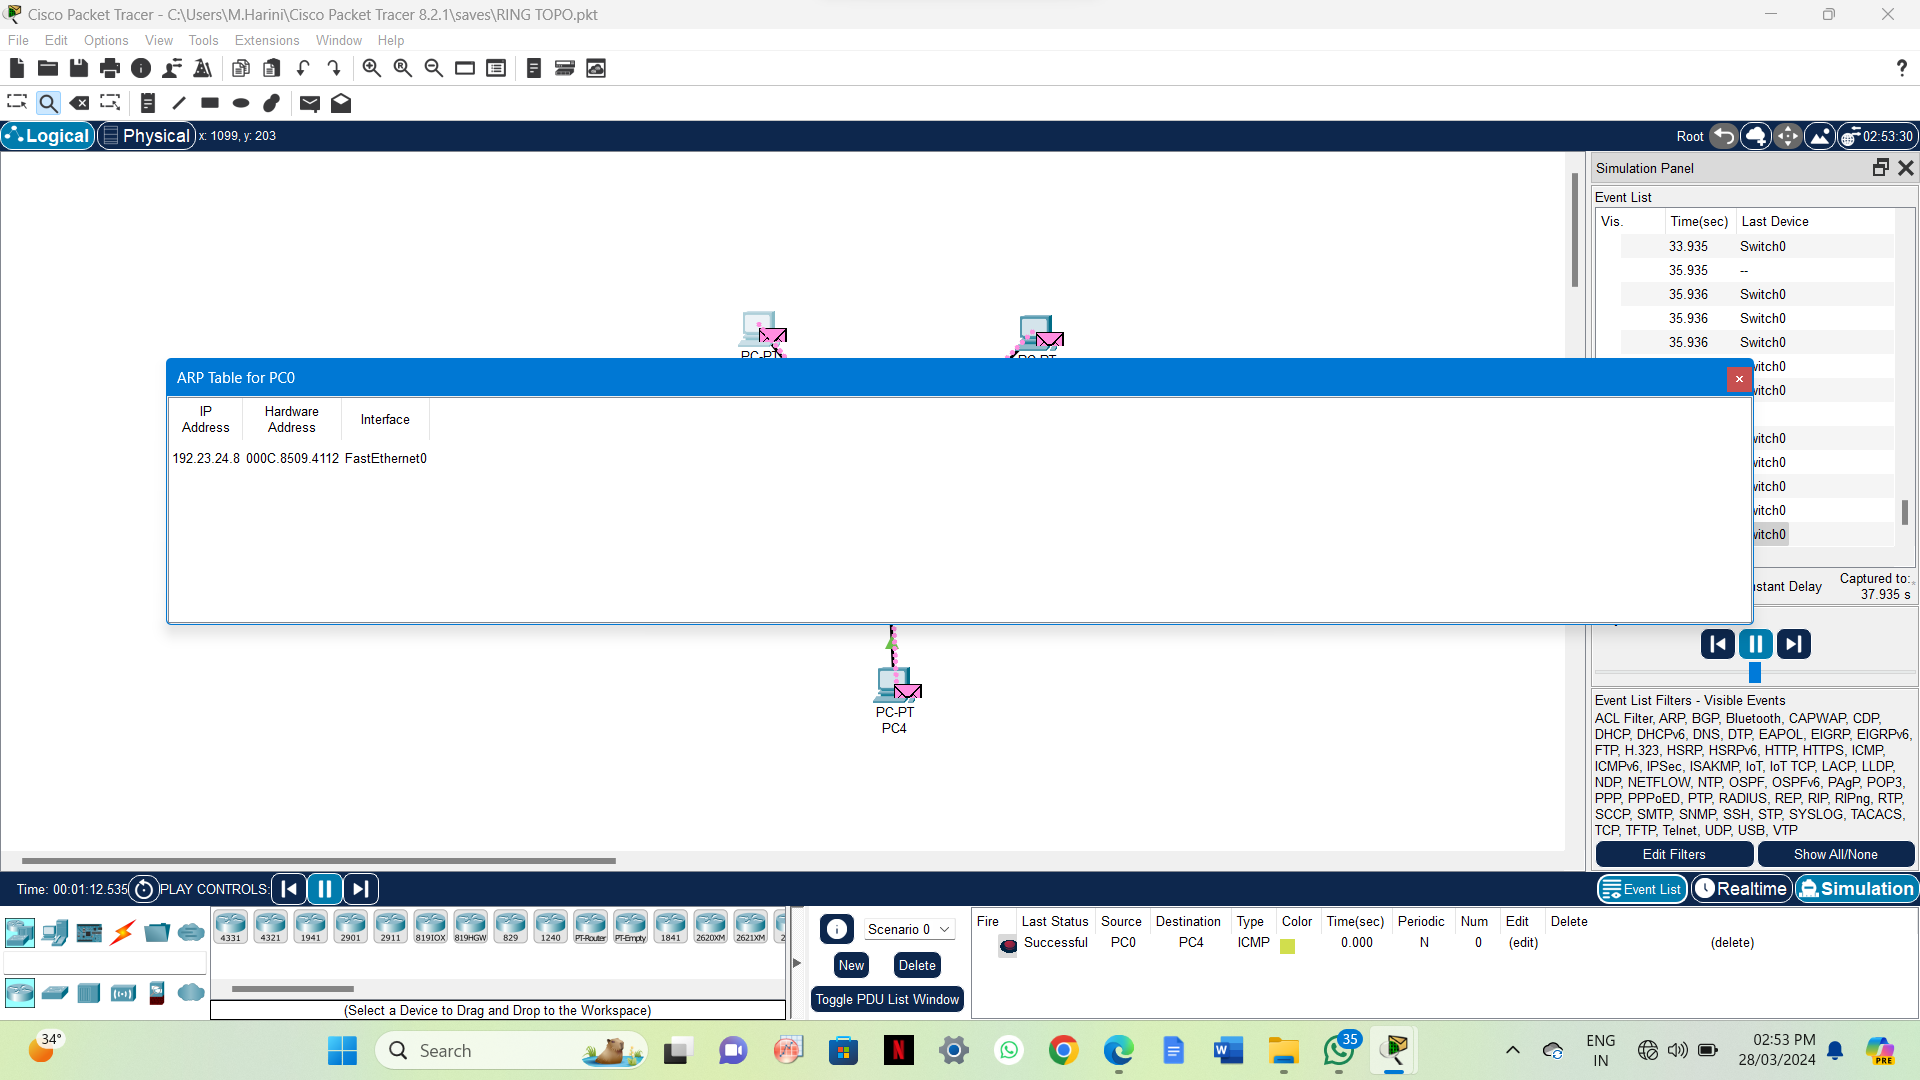 Cisco Packet Tracer - C:\Users\M.Harini\Cisco Packet Tracer 8.2.1\saves\RING TOPO.pkt
File Edit Options View Tools Extensions Window Help
?
Logical Physical x: 1099, y: 203
Root 02:53:30
Simulation Panel
Event List
Vis. Time(sec) Last Device
33.935 Switch0
35.935 --
35.936 Switch0
35.936 Switch0
35.936 Switch0
witch0
witch0
witch0
witch0
witch0
witch0
witch0
PC-PT
ARP Table for PC0
IP Address Hardware Address Interface
192.23.24.8 000C.8509.4112 FastEthernet0
stant Delay Captured to:
37.935 s
PC-PT
PC4
Event List Filters - Visible Events
ACL Filter, ARP, BGP, Bluetooth, CAPWAP, CDP,
DHCP, DHCPv6, DNS, DTP, EAPOL, EIGRP, EIGRPv6,
FTP, H.323, HSRP, HSRPv6, HTTP, HTTPS, ICMP,
ICMPv6, IPSec, ISAKMP, IoT, IoT TCP, LACP, LLDP,
NDP, NETFLOW, NTP, OSPF, OSPFv6, PAgP, POP3,
PPP, PPPoED, PTP, RADIUS, REP, RIP, RIPng, RTP,
SCCP, SMTP, SNMP, SSH, STP, SYSLOG, TACACS,
TCP, TFTP, Telnet, UDP, USB, VTP
Edit Filters Show All/None
Time: 00:01:12.535 PLAY CONTROLS:
Event List Realtime Simulation
4331 4321 1941 2901 2911 819IOX 819HGW 829 1240 PT-Router PT-Empty 1841 2620XM 2621XM 2
(Select a Device to Drag and Drop to the Workspace)
Scenario 0
New Delete
Toggle PDU List Window
Fire Last Status Source Destination Type Color Time(sec) Periodic Num Edit Delete
Successful PC0 PC4 ICMP 0.000 N 0 (edit) (delete)
34°
Search
N
W
35
ENG
IN
02:53 PM
28/03/2024
PRE